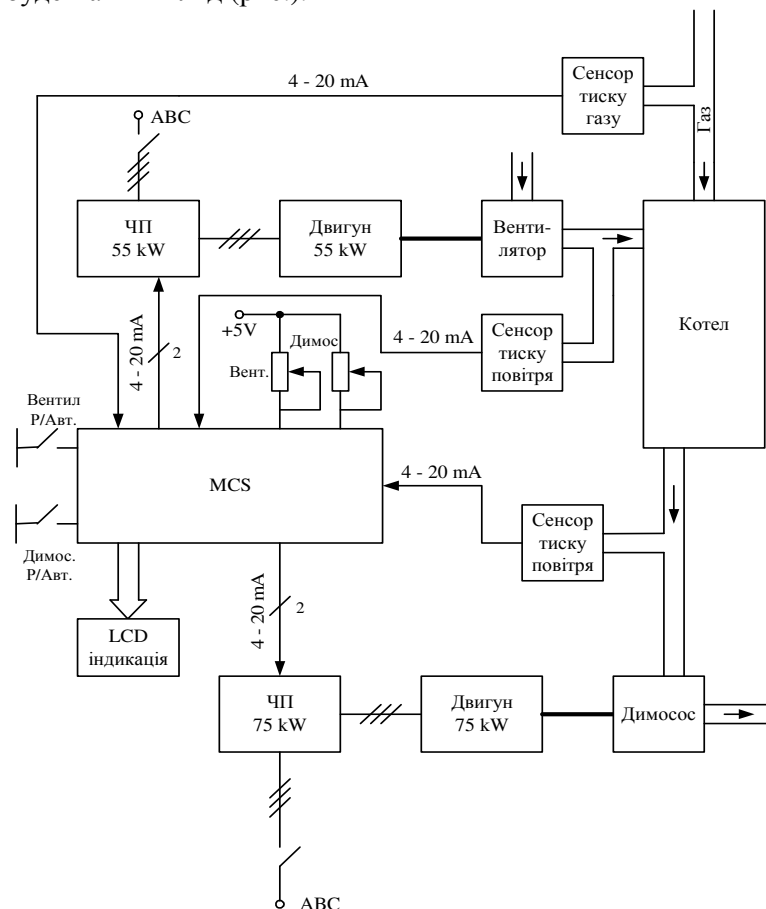 4 - 20 mA
Сенсор
тиску
газу
Газ
АВС
ЧП
55 kW
Двигун
55 kW
Венти-
лятор
Котел
4 - 20 mA
2
+5V
Димос
Вент.
4 - 20 mA
Сенсор
тиску
повітря
Вентил
Р/Авт.
MCS
4 - 20 mA
Сенсор
тиску
повітря
Димос.
Р/Авт.
LCD
індикація
4 - 20 mA
2
ЧП
75 kW
Двигун
75 kW
Димосос
АВС